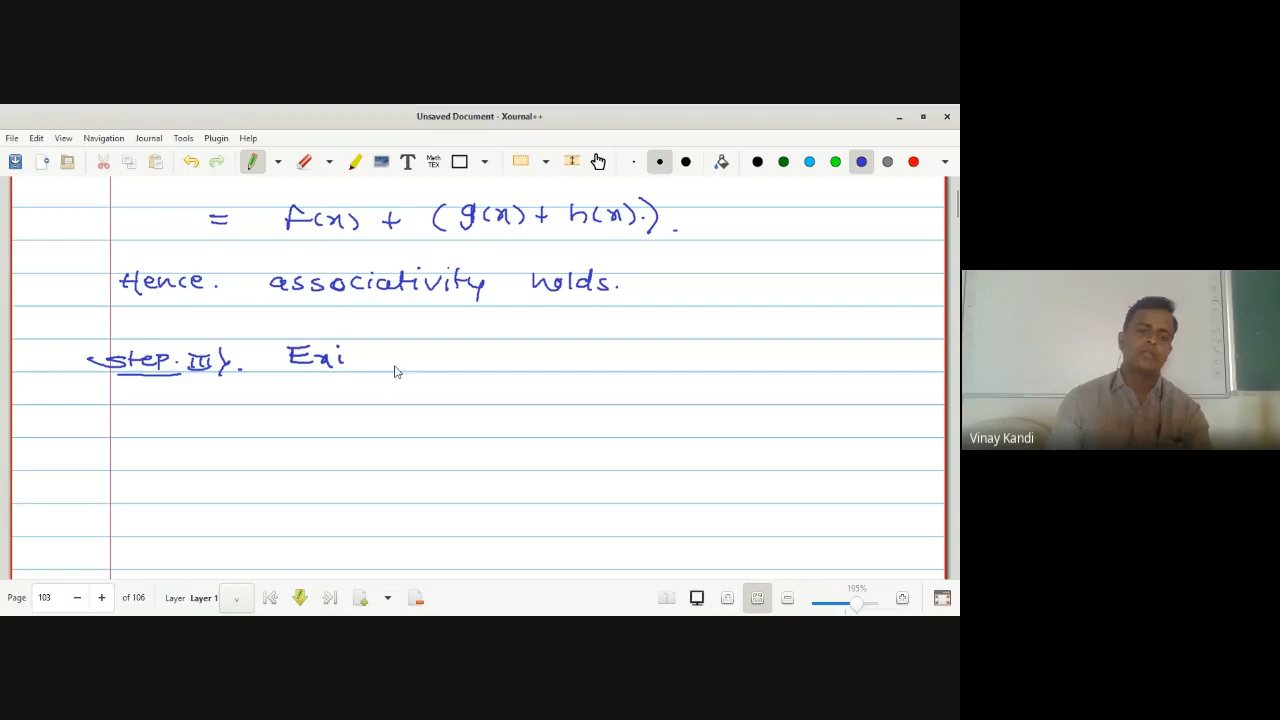 Unsaved Document - Xournal++
File Edit View Navigation Journal Tools Plugin Help
= f(x) + (g(x) + h(x).).
Hence. associativity holds.
Step. III). Exi
Vinay Kandi
Page 103 of 106 Layer Layer 1 195%